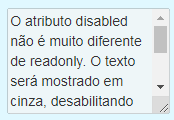 O atributo disabled
não é muito diferente
de readonly. O texto
será mostrado em
cinza, desabilitando